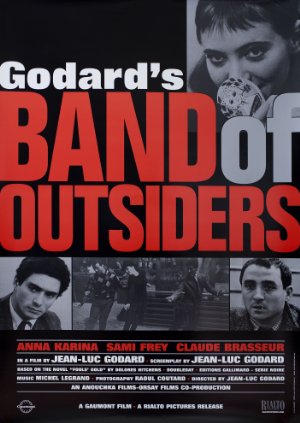 Godard's
BAND of
OUTSIDERS
ANNA KARINA SAMI FREY CLAUDE BRASSEUR
IN A FILM BY JEAN-LUC GODARD SCREENPLAY BY JEAN-LUC GODARD
BASED ON THE NOVEL "FOOLS' GOLD" BY DOLORES HITCHENS DOUBLEDAY EDITIONS GALLIMARD - SERIE NOIRE
MUSIC MICHEL LEGRAND · PHOTOGRAPHY RAOUL COUTARD · DIRECTED BY JEAN-LUC GODARD
AN ANOUCHKA FILMS-ORSAY FILMS CO-PRODUCTION
A GAUMONT FILM · A RIALTO PICTURES RELEASE
RIALTO